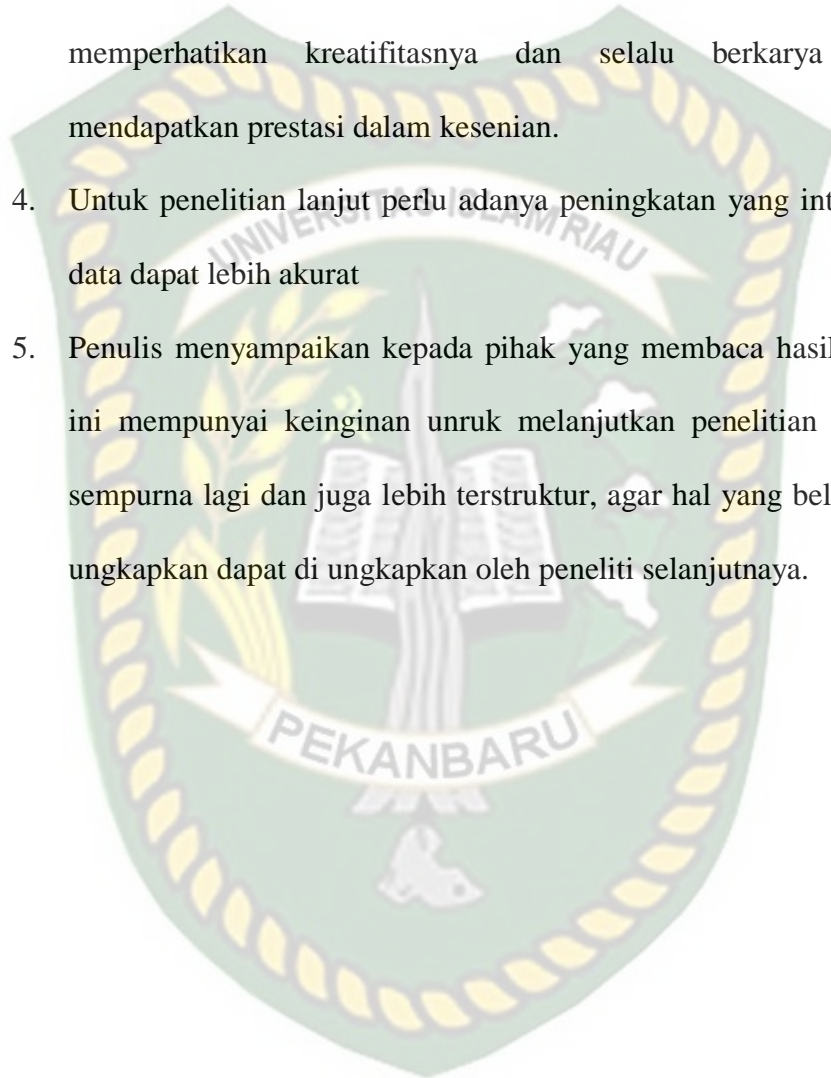 memperhatikan kreatifitasnya dan selalu berkarya
mendapatkan prestasi dalam kesenian.
4. Untuk penelitian lanjut perlu adanya peningkatan yang int
data dapat lebih akurat
5. Penulis menyampaikan kepada pihak yang membaca hasil
ini mempunyai keinginan unruk melanjutkan penelitian
sempurna lagi dan juga lebih terstruktur, agar hal yang bel
ungkapkan dapat di ungkapkan oleh peneliti selanjutnaya.
UNIVERSITAS ISLAM RIAU
PEKANBARU